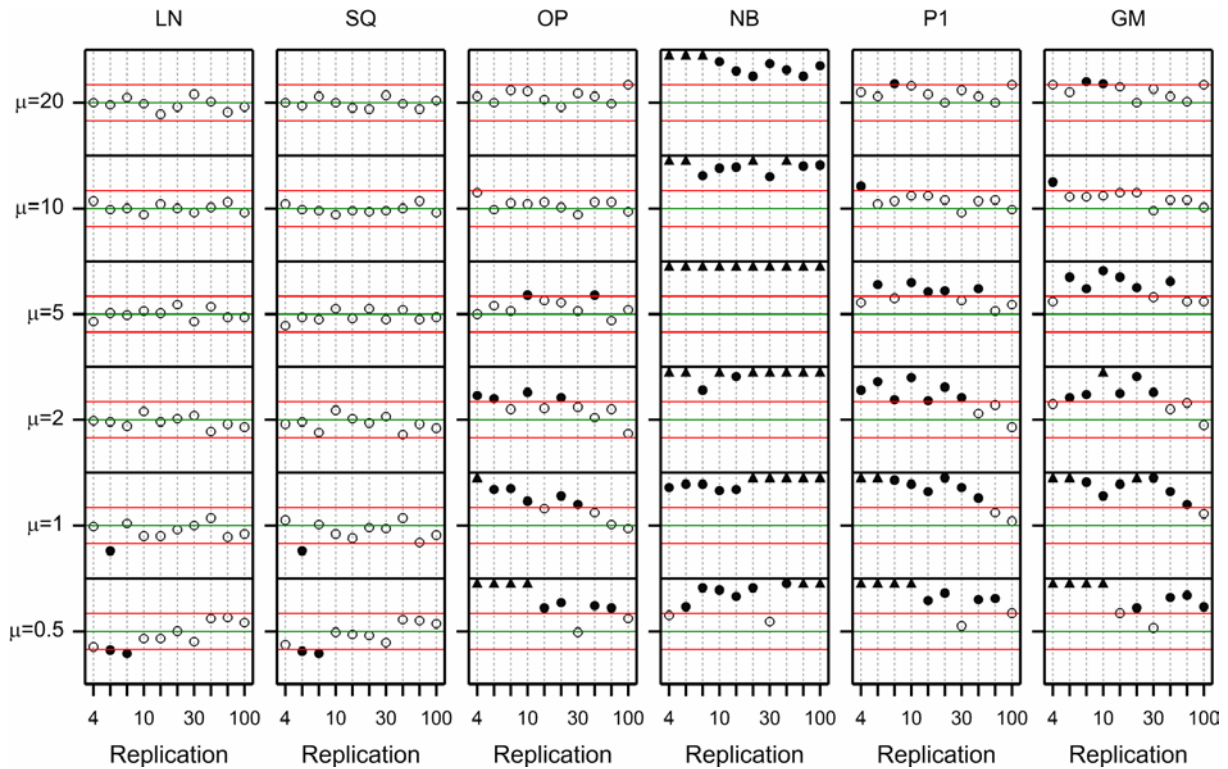 LN SQ OP NB P1 GM
μ=20
μ=10
μ=5
μ=2
μ=1
μ=0.5
4 10 30 100 4 10 30 100 4 10 30 100 4 10 30 100 4 10 30 100 4 10 30 100
Replication Replication Replication Replication Replication Replication